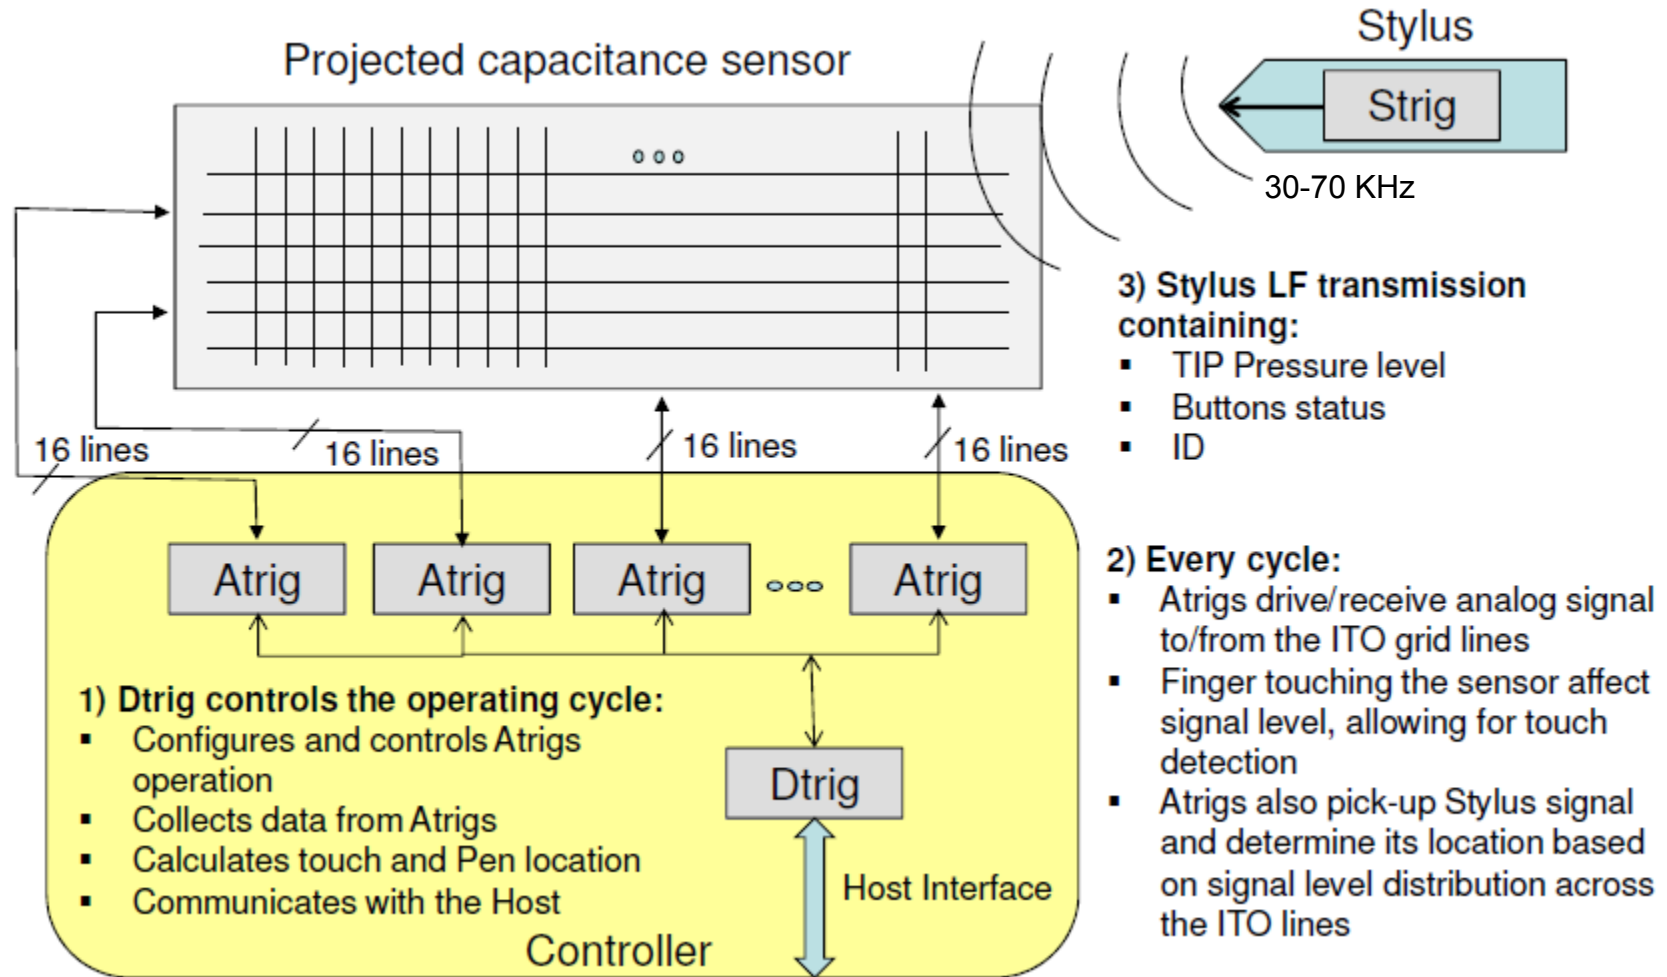 Projected capacitance sensor
Stylus
Strig
30-70 KHz
3) Stylus LF transmission
containing:
▪ TIP Pressure level
▪ Buttons status
▪ ID
16 lines
16 lines
16 lines
16 lines
Atrig
Atrig
Atrig
Atrig
2) Every cycle:
▪ Atrigs drive/receive analog signal
to/from the ITO grid lines
▪ Finger touching the sensor affect
signal level, allowing for touch
detection
▪ Atrigs also pick-up Stylus signal
and determine its location based
on signal level distribution across
the ITO lines
1) Dtrig controls the operating cycle:
▪ Configures and controls Atrigs
operation
▪ Collects data from Atrigs
▪ Calculates touch and Pen location
▪ Communicates with the Host
Dtrig
Host Interface
Controller